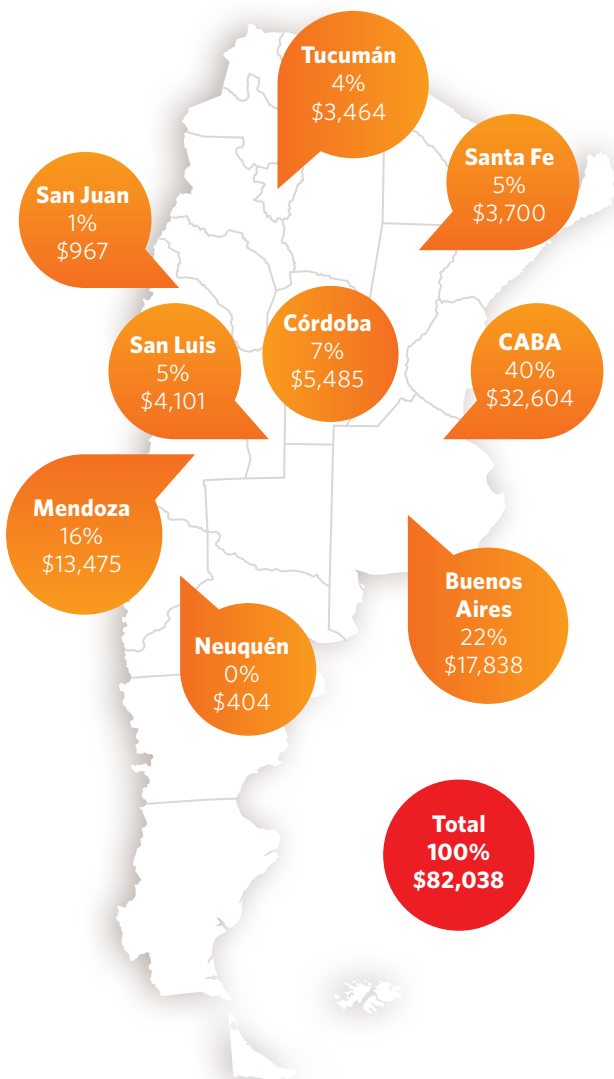 Tucumán
4%
$3,464
Santa Fe
5%
$3,700
San Juan
1%
$967
Córdoba
7%
$5,485
San Luis
5%
$4,101
CABA
40%
$32,604
Mendoza
16%
$13,475
Buenos
Aires
22%
$17,838
Neuquén
0%
$404
Total
100%
$82,038